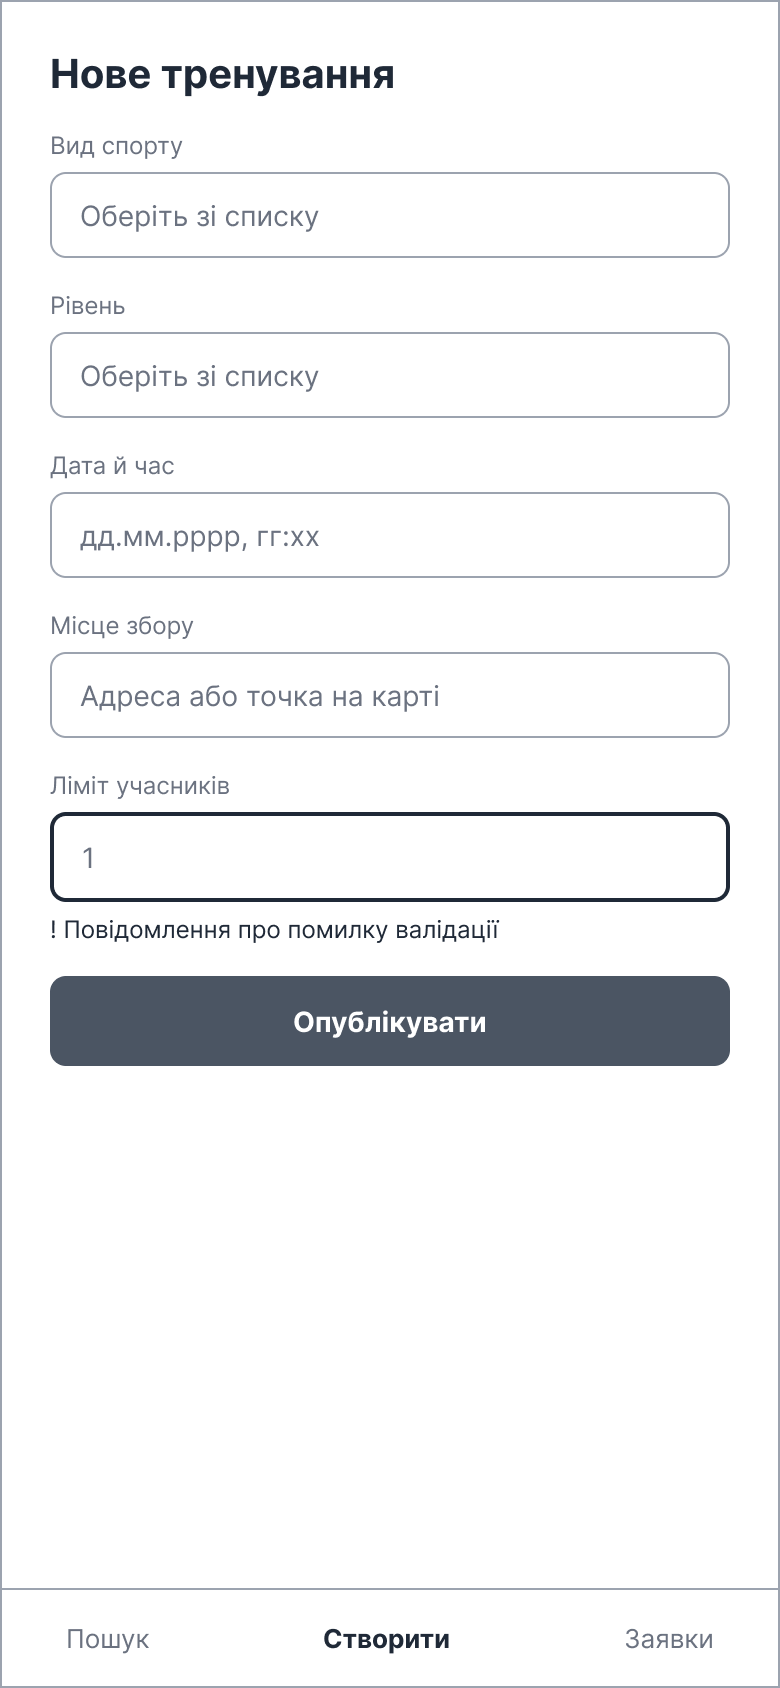 Нове тренування
Вид спорту
Оберіть зі списку
Рівень
Оберіть зі списку
Дата й час
дд.мм.рррр, гг:хх
Місце збору
Адреса або точка на карті
Ліміт учасників
1
! Повідомлення про помилку валідації
Опублікувати
Пошук Створити Заявки